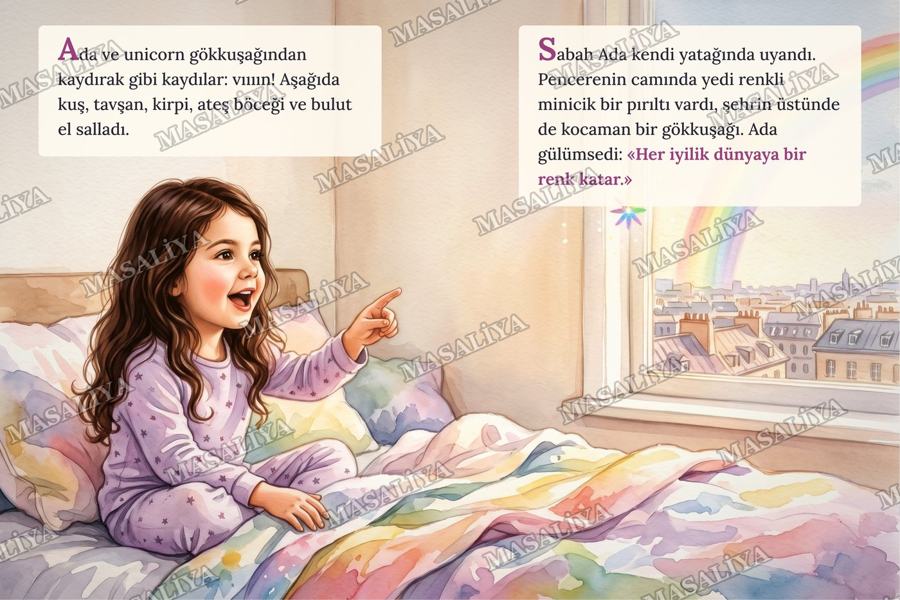 Ada ve unicorn gökkuşağından
kaydırak gibi kaydılar: vıııın! Aşağıda
kuş, tavşan, kirpi, ateş böceği ve bulut
el salladı.
Sabah Ada kendi yatağında uyandı.
Pencerenin camında yedi renkli
minicik bir pırıltı vardı, şehrin üstünde
de kocaman bir gökkuşağı. Ada
gülümsedi: «Her iyilik dünyaya bir
renk katar.»
MASALİYA